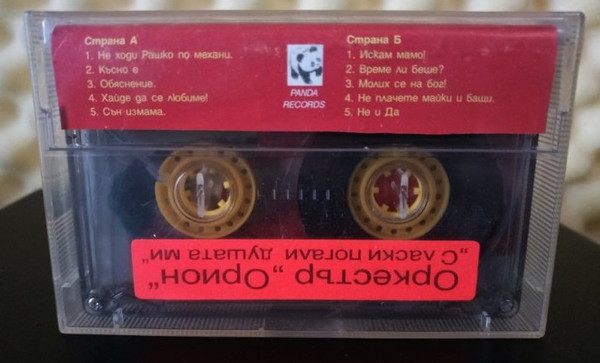 Страна А
1. Не ходи Рашко по механи.
2. Късно е
3. Обяснение.
4. Хайде да се любиме!
5. Сън измама.
PANDA
RECORDS
Страна Б
1. Искам мамо!
2. Време ли беше?
3. Молих се на бог!
4. Не плачете майки и бащи.
5. Не и Да
Оркестър „Орион“
„С ласки погали душата ми“